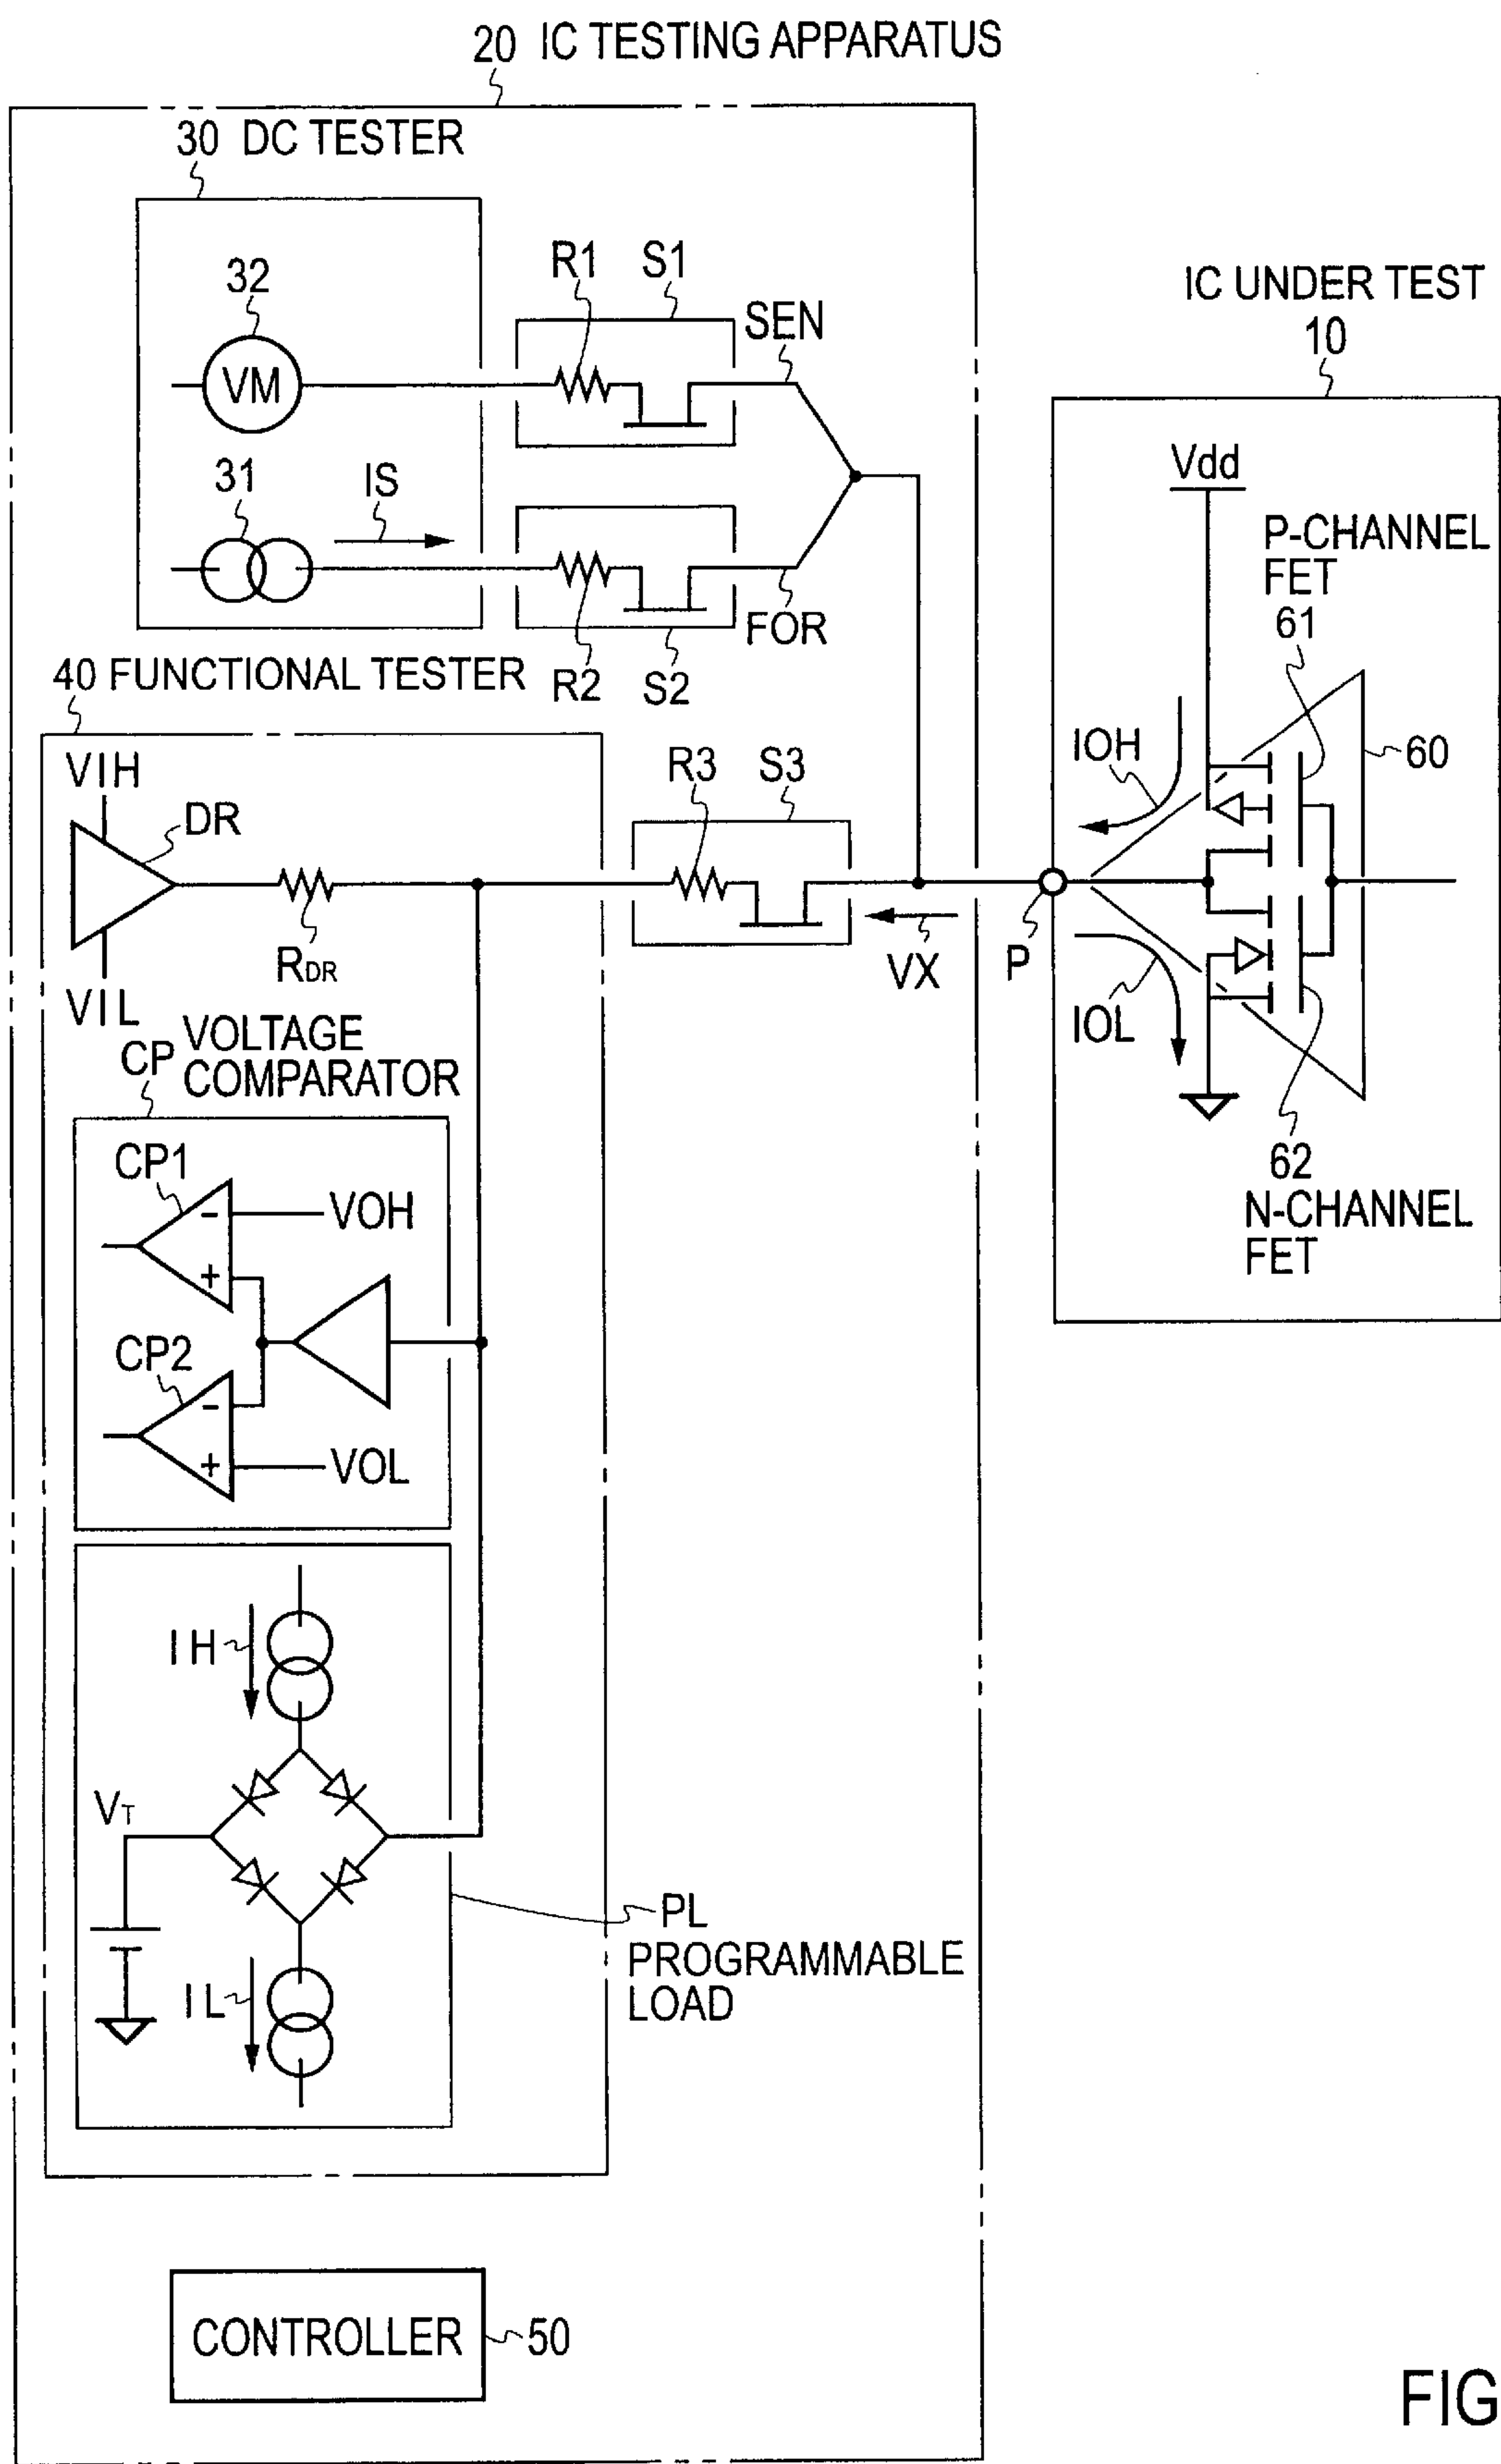 20 IC TESTING APPARATUS
30 DC TESTER
R1
S1
32
SEN
VM
31
IS
FOR
R2
S2
IC UNDER TEST
10
Vdd
P-CHANNEL
FET
61
IOH
60
40 FUNCTIONAL TESTER
VIH
DR
R3
S3
RDR
VIL
VX
P
IOL
62
N-CHANNEL
FET
CP VOLTAGE
COMPARATOR
CP1
-
VOH
+
CP2
-
+
VOL
IH
VT
PL
PROGRAMMABLE
LOAD
IL
CONTROLLER
50
FIG